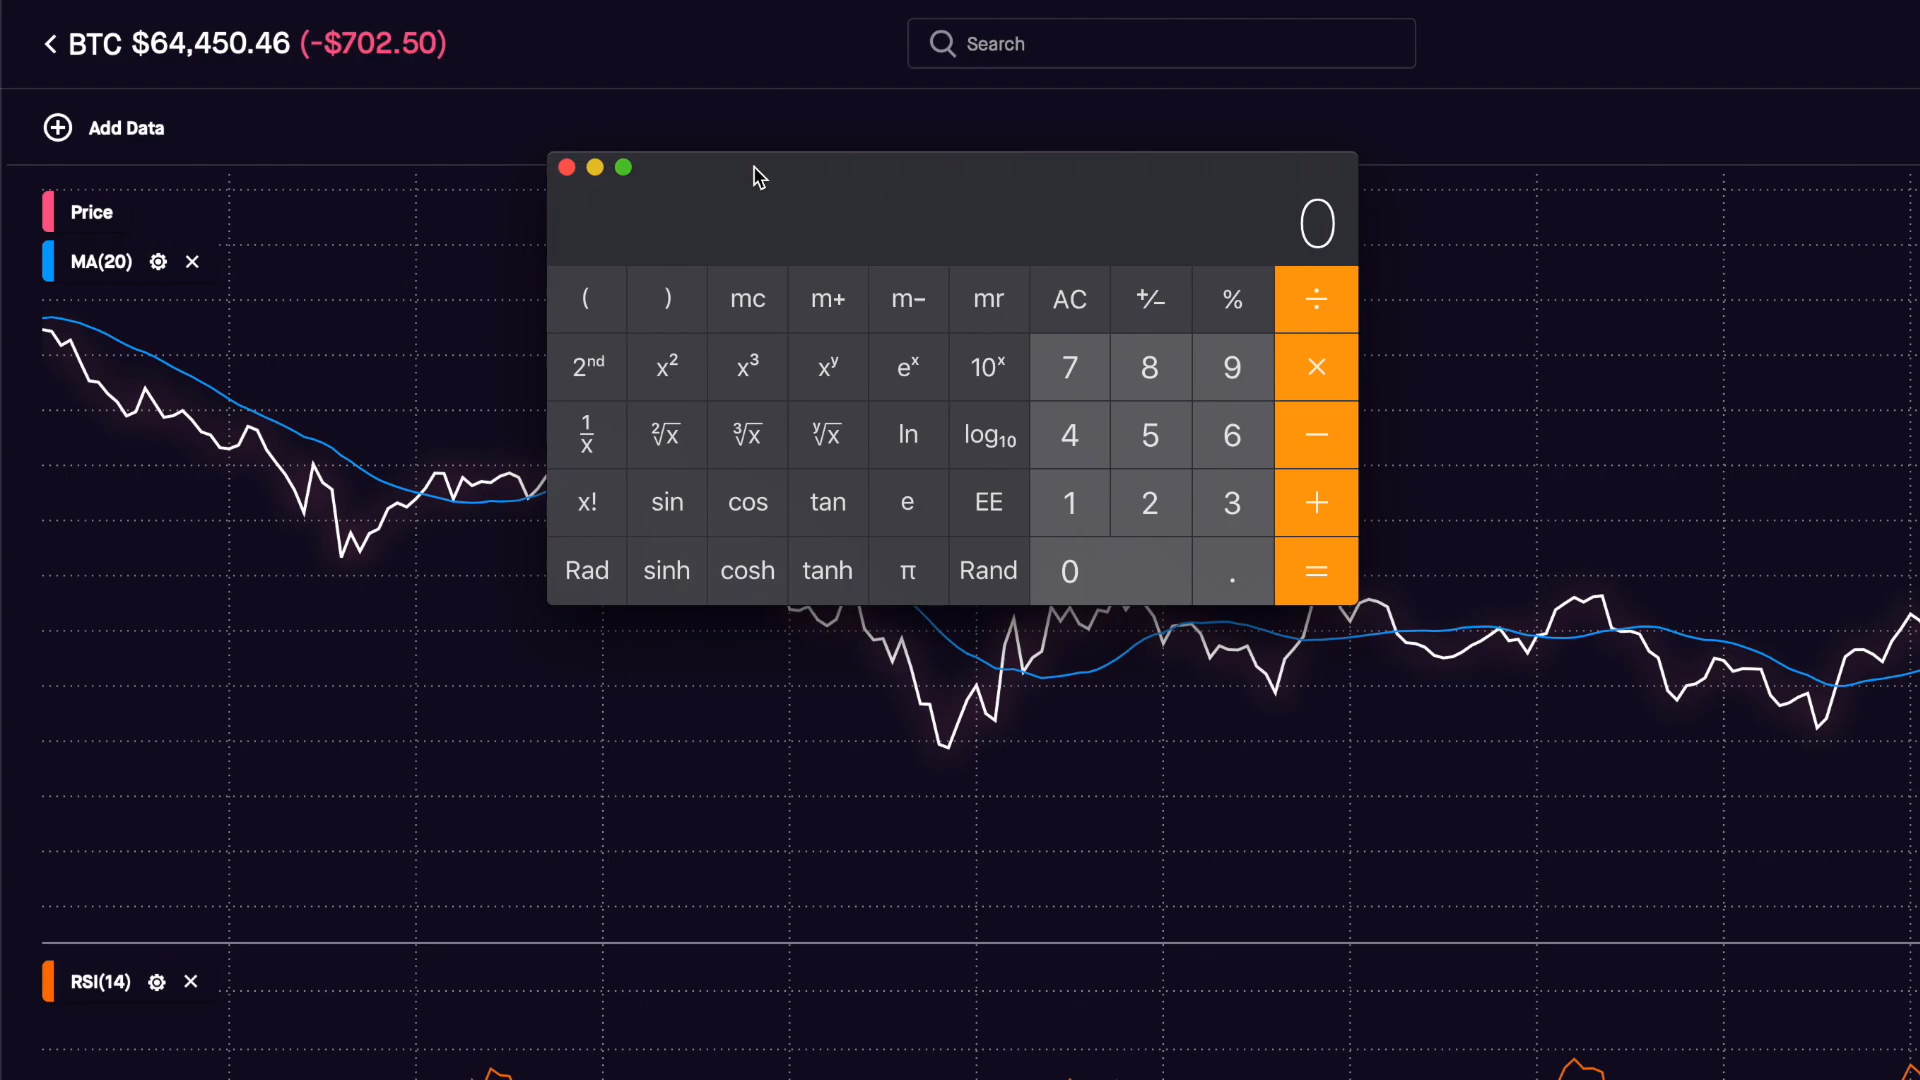 BTC $64,450.46 (-$702.50)
Search
Add Data
Price
MA(20)
0
( ) mc m+ m− mr AC +/− % ÷
2nd x² x³ xʸ eˣ 10ˣ 7 8 9 ×
1/x ²√x ³√x ʸ√x ln log₁₀ 4 5 6 −
x! sin cos tan e EE 1 2 3 +
Rad sinh cosh tanh π Rand 0 . =
RSI(14)